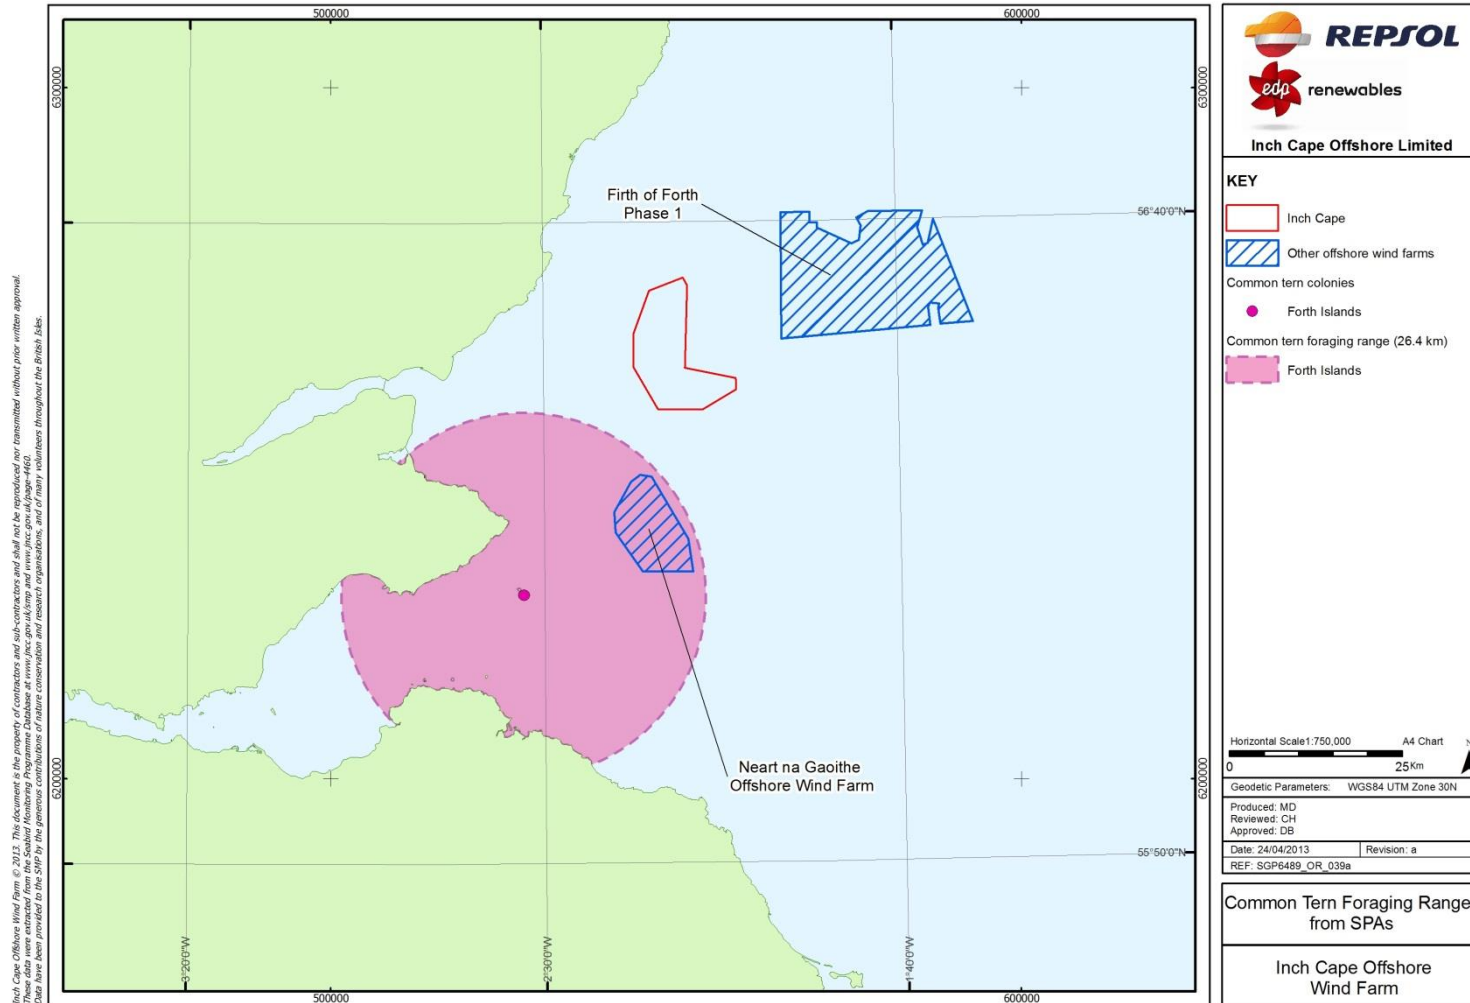 500000
600000
6300000
6300000
Firth of Forth
Phase 1
56°40'0"N
Neart na Gaoithe
Offshore Wind Farm
6200000
6200000
55°50'0"N
3°20'0"W
2°30'0"W
1°40'0"W
500000
600000
Inch Cape Offshore Wind Farm © 2013. This document is the property of contractors and sub-contractors and shall not be reproduced nor transmitted without prior written approval.
These data were extracted from the Seabird Monitoring Programme Database at www.jncc.gov.uk/smp and www.jncc.gov.uk/page-4460.
Data have been provided to the SMP by the generous contributions of nature conservation and research organisations, and of many volunteers throughout the British Isles.
REPSOL
edp renewables
Inch Cape Offshore Limited
KEY
Inch Cape
Other offshore wind farms
Common tern colonies
Forth Islands
Common tern foraging range (26.4 km)
Forth Islands
Horizontal Scale1:750,000 A4 Chart
N
0 25 Km
Geodetic Parameters: WGS84 UTM Zone 30N
Produced: MD
Reviewed: CH
Approved: DB
Date: 24/04/2013 Revision: a
REF: SGP6489_OR_039a
Common Tern Foraging Range
from SPAs
Inch Cape Offshore
Wind Farm